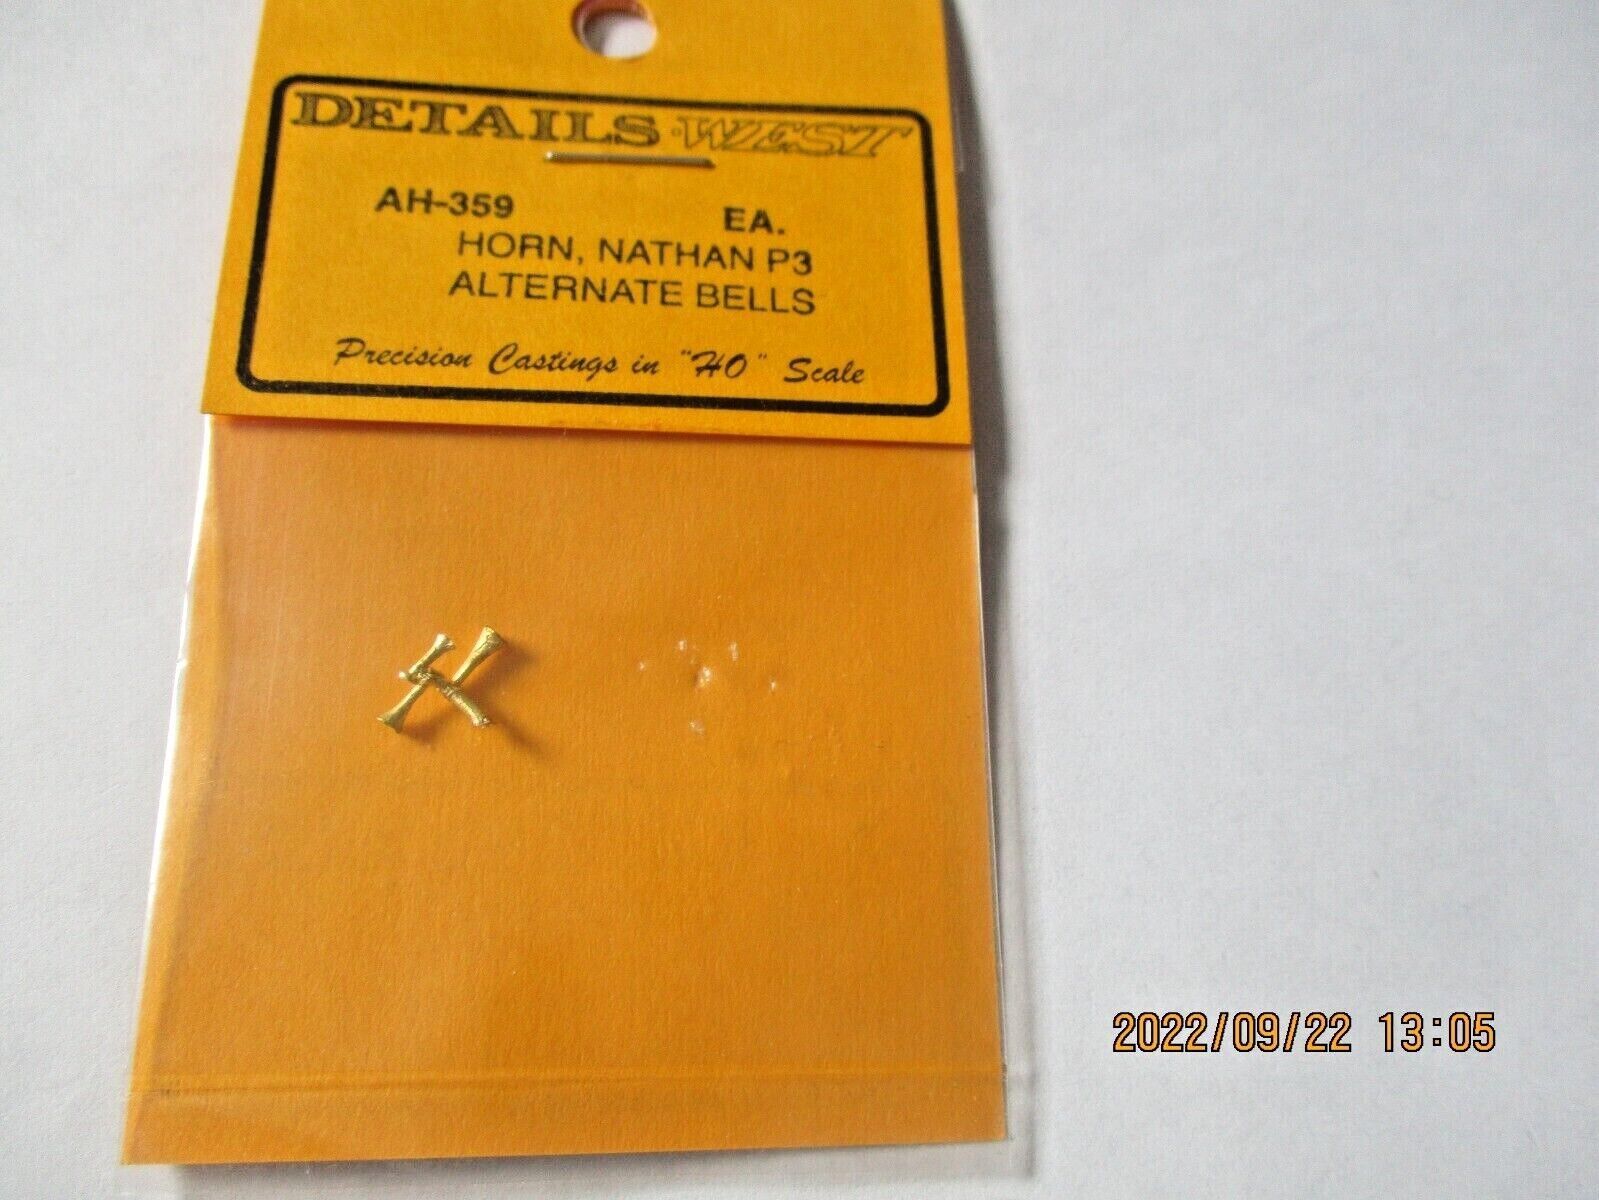 DETAILS WEST
AH-359 EA.
HORN, NATHAN P3
ALTERNATE BELLS
Precision Castings in "HO" Scale
2022/09/22 13:05